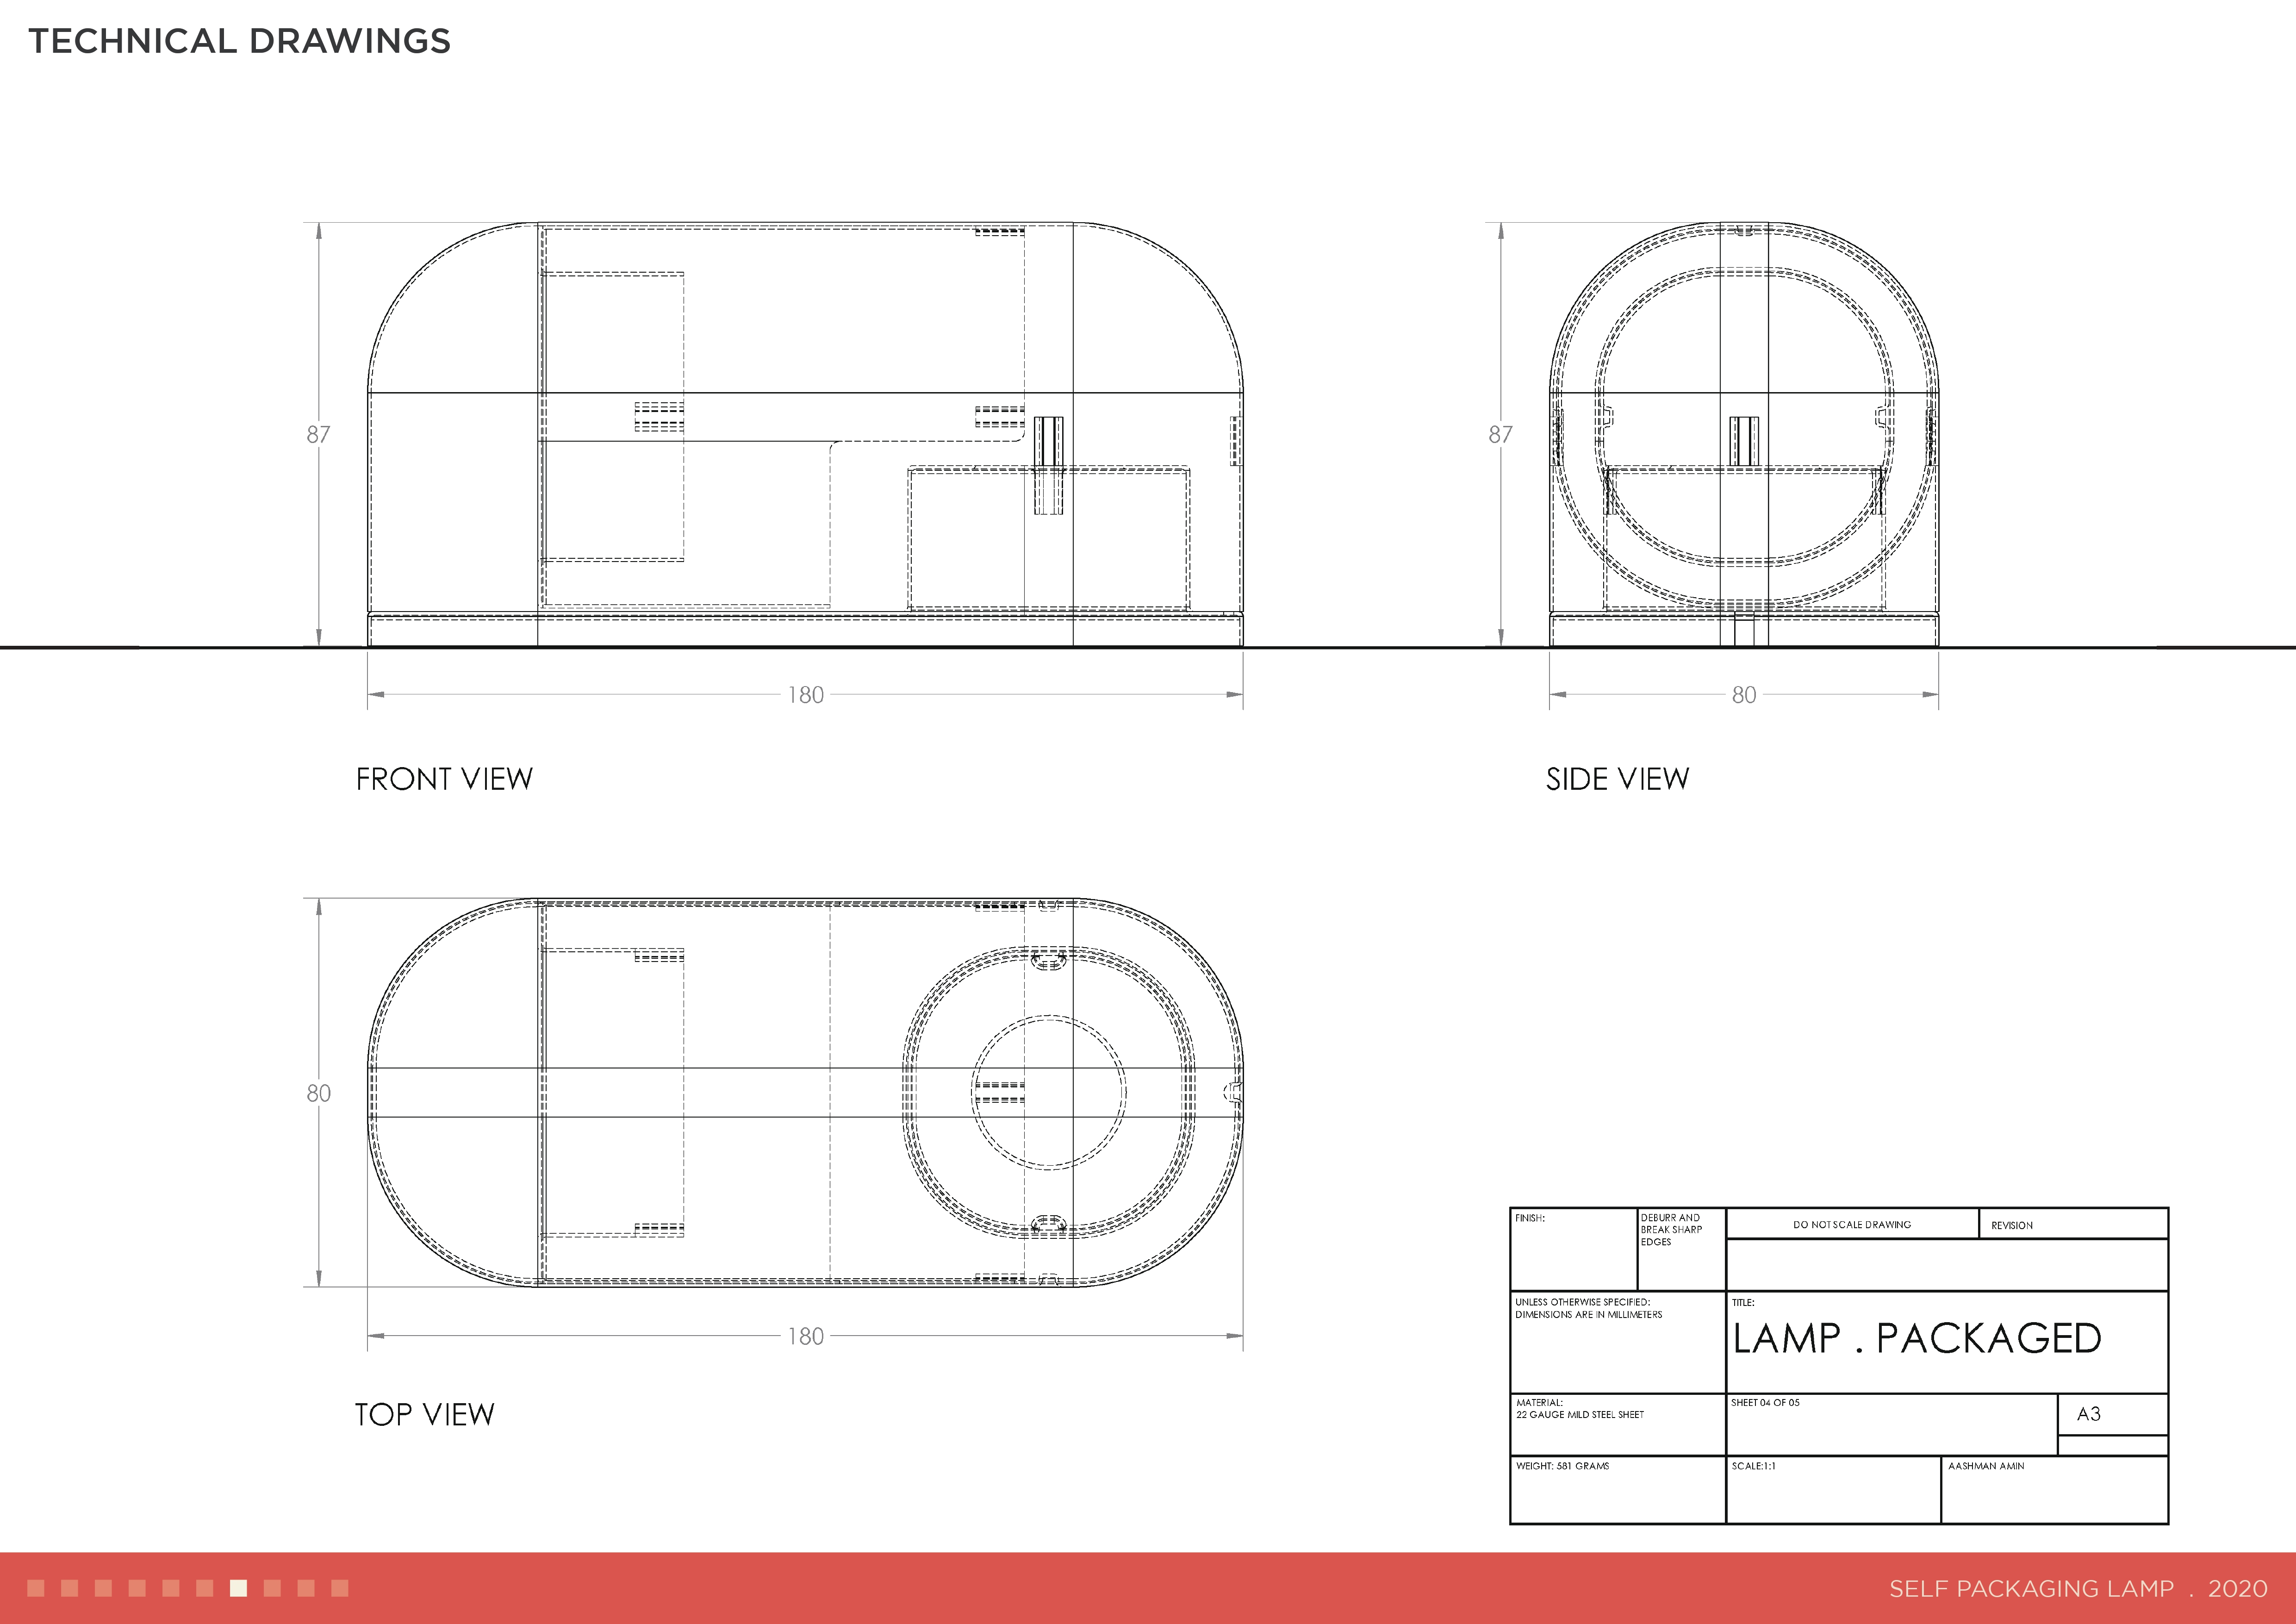 TECHNICAL DRAWINGS
87
180
FRONT VIEW
87
80
SIDE VIEW
80
180
TOP VIEW
FINISH:
DEBURR AND
BREAK SHARP
EDGES
DO NOT SCALE DRAWING
REVISION
UNLESS OTHERWISE SPECIFIED:
DIMENSIONS ARE IN MILLIMETERS
TITLE:
LAMP . PACKAGED
MATERIAL:
22 GAUGE MILD STEEL SHEET
SHEET 04 OF 05
A3
WEIGHT: 581 GRAMS
SCALE:1:1
AASHMAN AMIN
SELF PACKAGING LAMP . 2020